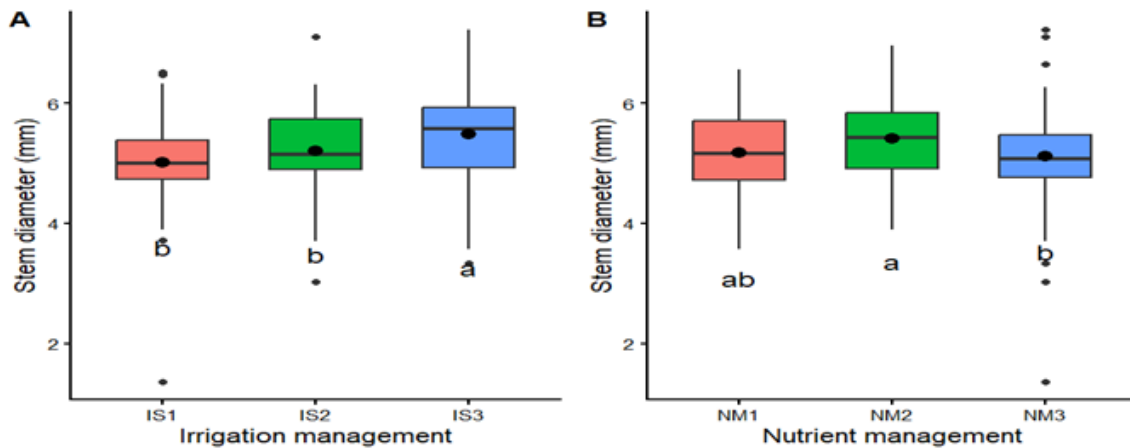 A
Stem diameter (mm)
6
4
2
b
b
a
IS1 IS2 IS3
Irrigation management
B
Stem diameter (mm)
6
4
2
ab
a
b
NM1 NM2 NM3
Nutrient management